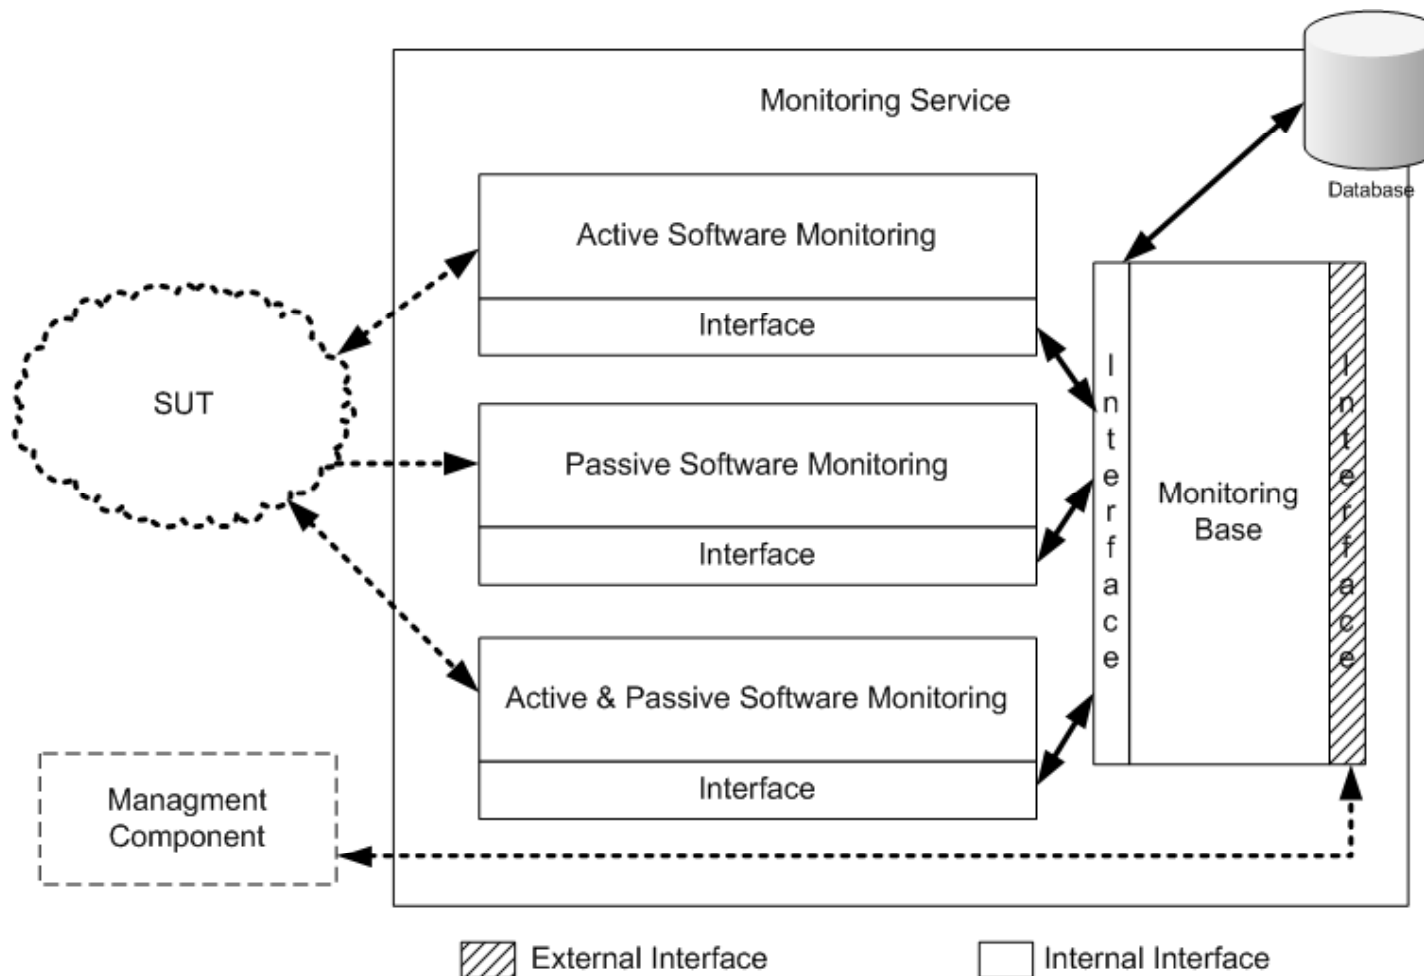 Monitoring Service
Database
Active Software Monitoring
Interface
SUT
Passive Software Monitoring
Interface
Active & Passive Software Monitoring
Interface
Interface
Monitoring
Base
Interface
Managment
Component
External Interface
Internal Interface